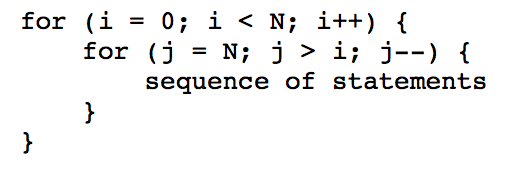 for (i = 0; i < N; i++) {
    for (j = N; j > i; j--) {
        sequence of statements
    }
}